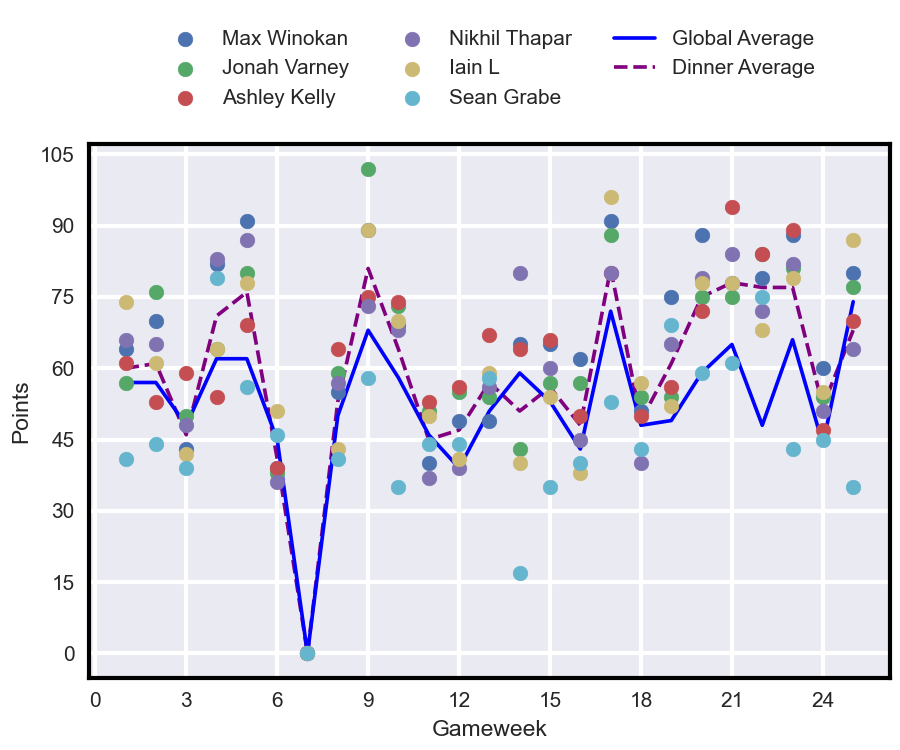 Max Winokan
Jonah Varney
Ashley Kelly
Nikhil Thapar
Iain L
Sean Grabe
Global Average
Dinner Average
105
90
75
60
45
30
15
0
Points
0 3 6 9 12 15 18 21 24
Gameweek